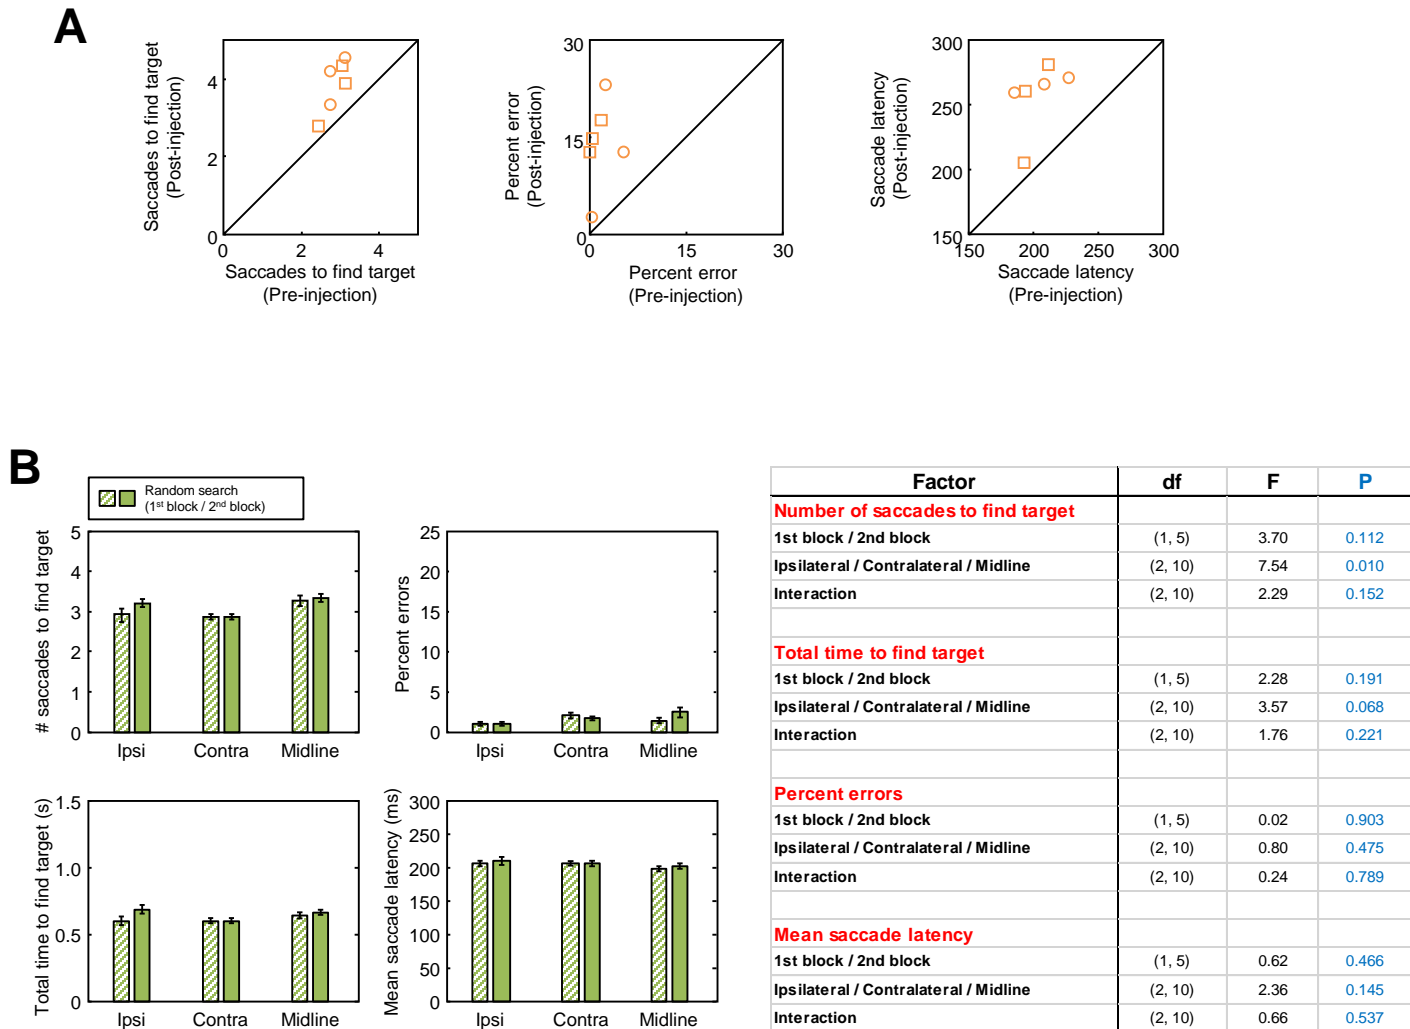 A
Saccades to find target
(Post-injection)
4
2
0
0
2
4
Saccades to find target
(Pre-injection)
Percent error
(Post-injection)
30
15
0
15
30
Percent error
(Pre-injection)
Saccade latency
(Post-injection)
300
250
200
150
150
200
250
300
Saccade latency
(Pre-injection)
B
Random search
(1st block / 2nd block)
# saccades to find target
5
4
3
2
1
0
Ipsi
Contra
Midline
Percent errors
25
20
15
10
5
0
Ipsi
Contra
Midline
Total time to find target (s)
1.5
1.0
0.5
0
Ipsi
Contra
Midline
Mean saccade latency (ms)
300
250
200
150
100
50
0
Ipsi
Contra
Midline
Factor df F P
Number of saccades to find target
1st block / 2nd block (1, 5) 3.70 0.112
Ipsilateral / Contralateral / Midline (2, 10) 7.54 0.010
Interaction (2, 10) 2.29 0.152
Total time to find target
1st block / 2nd block (1, 5) 2.28 0.191
Ipsilateral / Contralateral / Midline (2, 10) 3.57 0.068
Interaction (2, 10) 1.76 0.221
Percent errors
1st block / 2nd block (1, 5) 0.02 0.903
Ipsilateral / Contralateral / Midline (2, 10) 0.80 0.475
Interaction (2, 10) 0.24 0.789
Mean saccade latency
1st block / 2nd block (1, 5) 0.62 0.466
Ipsilateral / Contralateral / Midline (2, 10) 2.36 0.145
Interaction (2, 10) 0.66 0.537